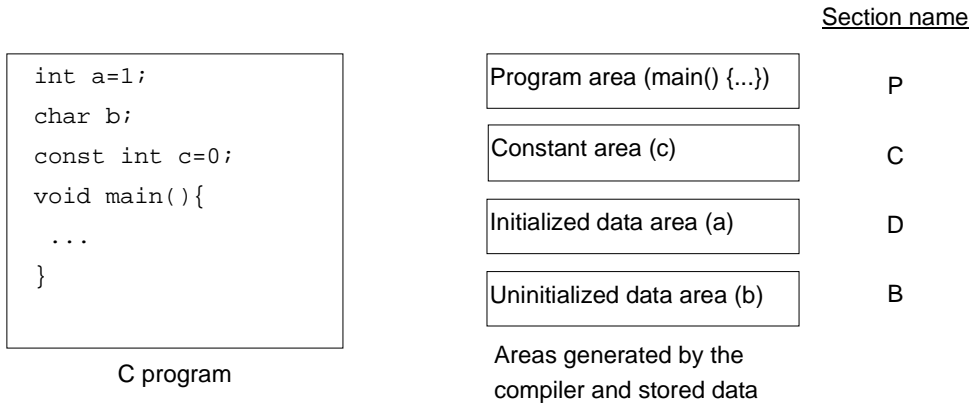 Section name
int a=1;
char b;
const int c=0;
void main(){
...
}
C program
Program area (main() {...}) P
Constant area (c) C
Initialized data area (a) D
Uninitialized data area (b) B
Areas generated by the
compiler and stored data